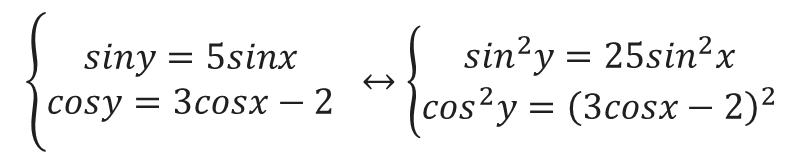 siny = 5sinx ↔ sin²y = 25sin²x
cosy = 3cosx − 2 cos²y = (3cosx − 2)²